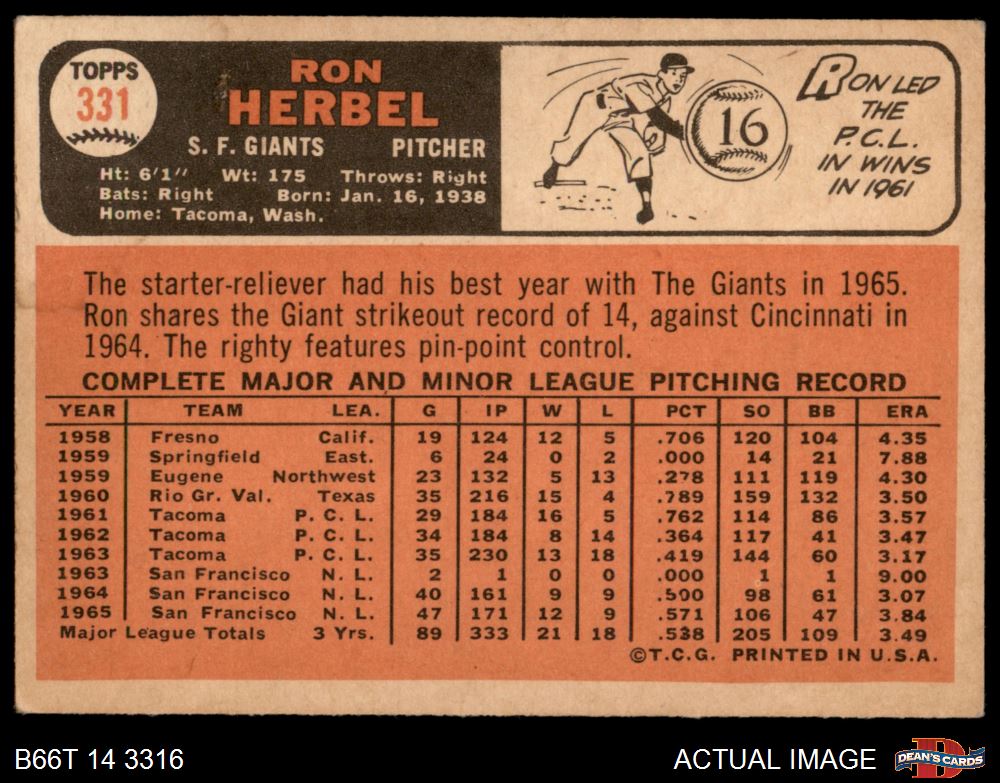 TOPPS
331
RON
HERBEL
S. F. GIANTS PITCHER
Ht: 6'1" Wt: 175 Throws: Right
Bats: Right Born: Jan. 16, 1938
Home: Tacoma, Wash.
16
RON LED
THE
P.C.L.
IN WINS
IN 1961
The starter-reliever had his best year with The Giants in 1965.
Ron shares the Giant strikeout record of 14, against Cincinnati in
1964. The righty features pin-point control.
COMPLETE MAJOR AND MINOR LEAGUE PITCHING RECORD
YEAR TEAM LEA. G IP W L PCT SO BB ERA
1958 Fresno Calif. 19 124 12 5 .706 120 104 4.35
1959 Springfield East. 6 24 0 2 .000 14 21 7.88
1959 Eugene Northwest 23 132 5 13 .278 111 119 4.30
1960 Rio Gr. Val. Texas 35 216 15 4 .789 159 132 3.50
1961 Tacoma P. C. L. 29 184 16 5 .762 114 86 3.57
1962 Tacoma P. C. L. 34 184 8 14 .364 117 41 3.47
1963 Tacoma P. C. L. 35 230 13 18 .419 144 60 3.17
1963 San Francisco N. L. 2 1 0 0 .000 1 1 9.00
1964 San Francisco N. L. 40 161 9 9 .500 98 61 3.07
1965 San Francisco N. L. 47 171 12 9 .571 106 47 3.84
Major League Totals 3 Yrs. 89 333 21 18 .538 205 109 3.49
©T.C.G. PRINTED IN U.S.A.
B66T 14 3316 ACTUAL IMAGE D DEAN'S CARDS